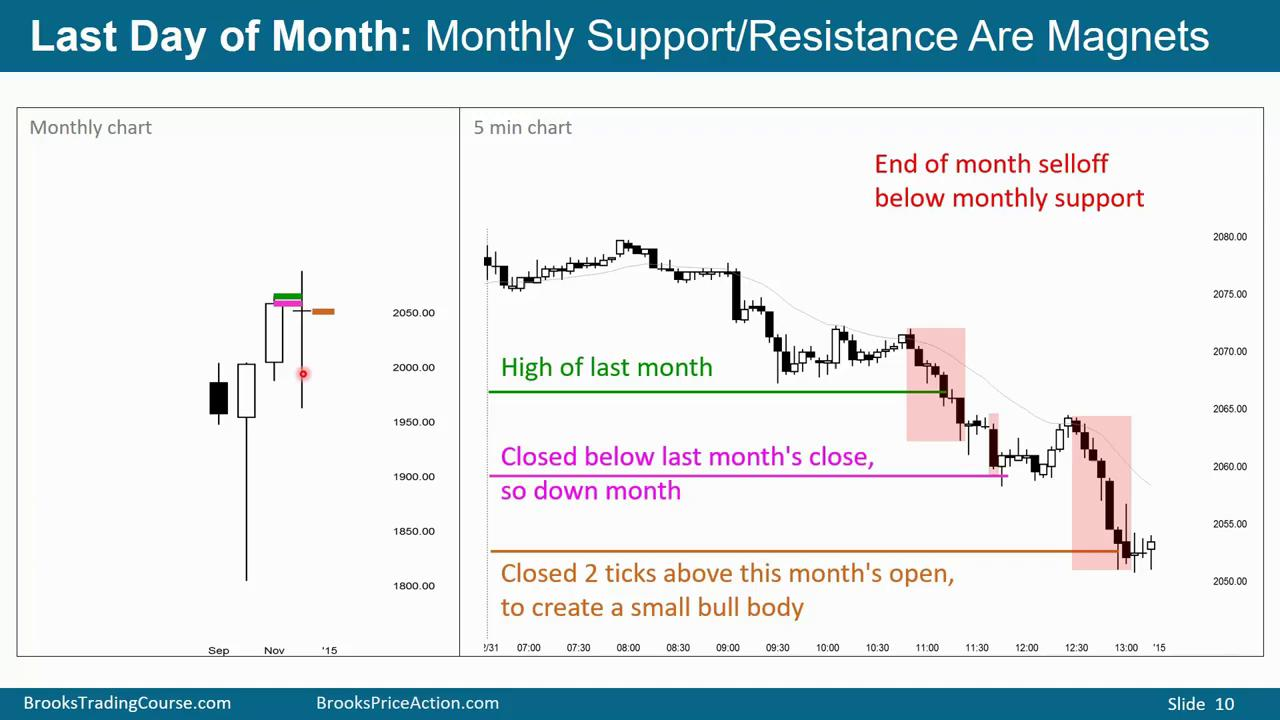 Last Day of Month: Monthly Support/Resistance Are Magnets
Monthly chart
2050.00
2000.00
1950.00
1900.00
1850.00
1800.00
Sep Nov '15
5 min chart
End of month selloff
below monthly support
High of last month
Closed below last month's close,
so down month
Closed 2 ticks above this month's open,
to create a small bull body
2080.00
2075.00
2070.00
2065.00
2060.00
2055.00
2050.00
2/31 07:00 07:30 08:00 08:30 09:00 09:30 10:00 10:30 11:00 11:30 12:00 12:30 13:00 '15
BrooksTradingCourse.com BrooksPriceAction.com Slide 10